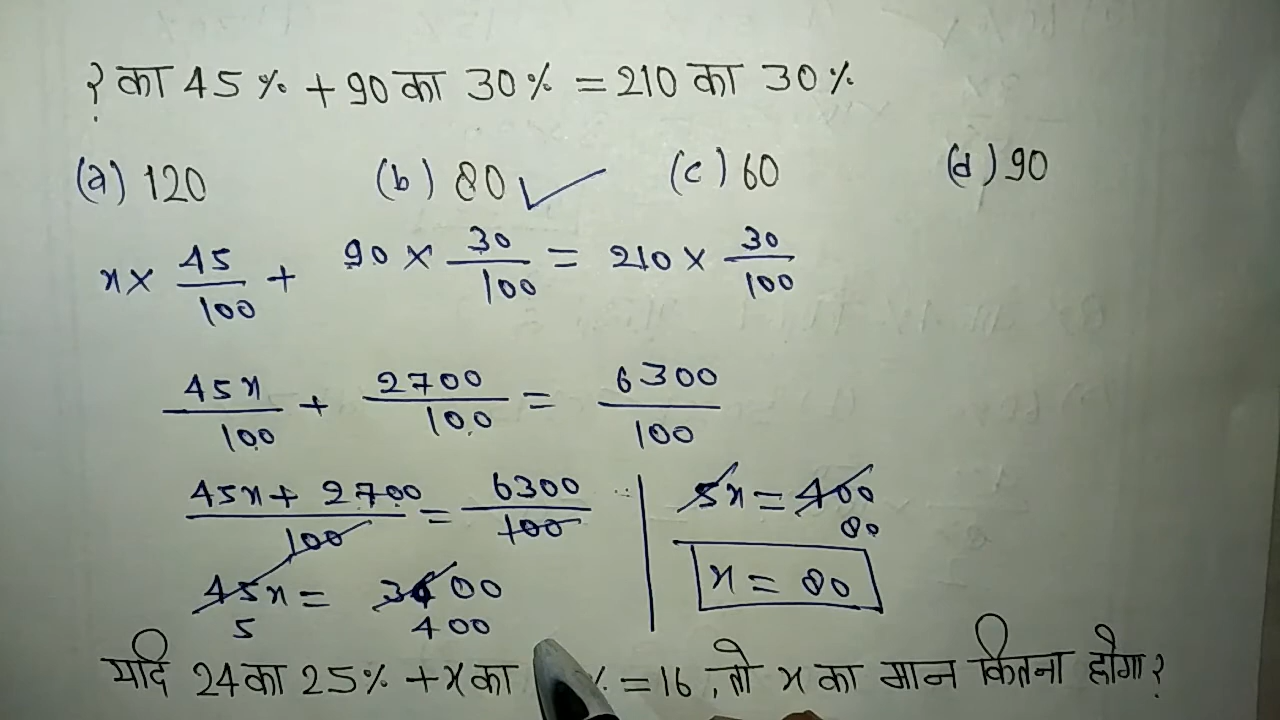 ? का 45% + 90 का 30% = 210 का 30%
(a) 120 (b) 80 ✓ (c) 60 (d) 90
x × 45/100 + 90 × 30/100 = 210 × 30/100
45x/100 + 2700/100 = 6300/100
45x + 2700/100 = 6300/100
45x = 3600
5 400
5x = 400
80
x = 80
यदि 24 का 25% + x का % = 16, तो x का मान कितना होगा?